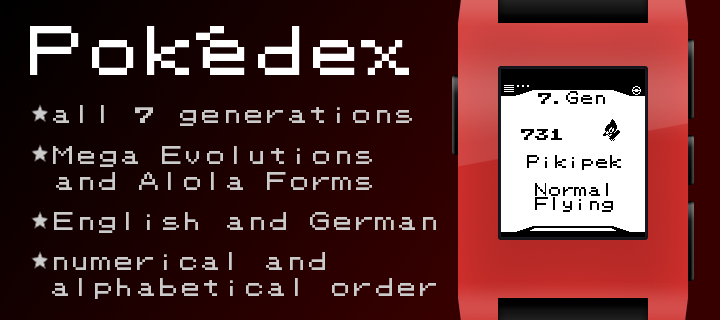 Pokédex
★all 7 generations
★Mega Evolutions
and Alola Forms
★English and German
★numerical and
alphabetical order
7. Gen
731
Pikipek
Normal
Flying